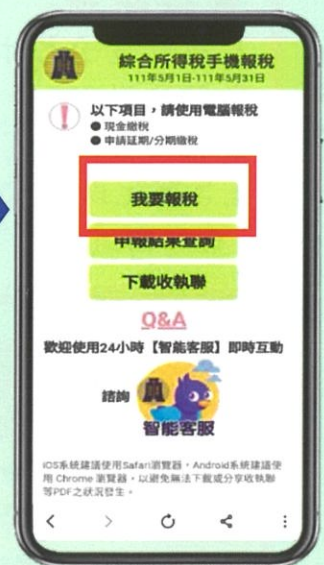 綜合所得稅手機報稅
111年5月1日-111年5月31日
以下項目，請使用電腦報稅
●現金繳稅
●申請延期/分期繳稅
我要報稅
申報結果查詢
下載收執聯
Q&A
歡迎使用24小時【智能客服】即時互動
諮詢
智能客服
iOS系統建議使用Safari瀏覽器，Android系統建議使
用 Chrome 瀏覽器，以避免無法下載或分享收執聯
等PDF之狀況發生。